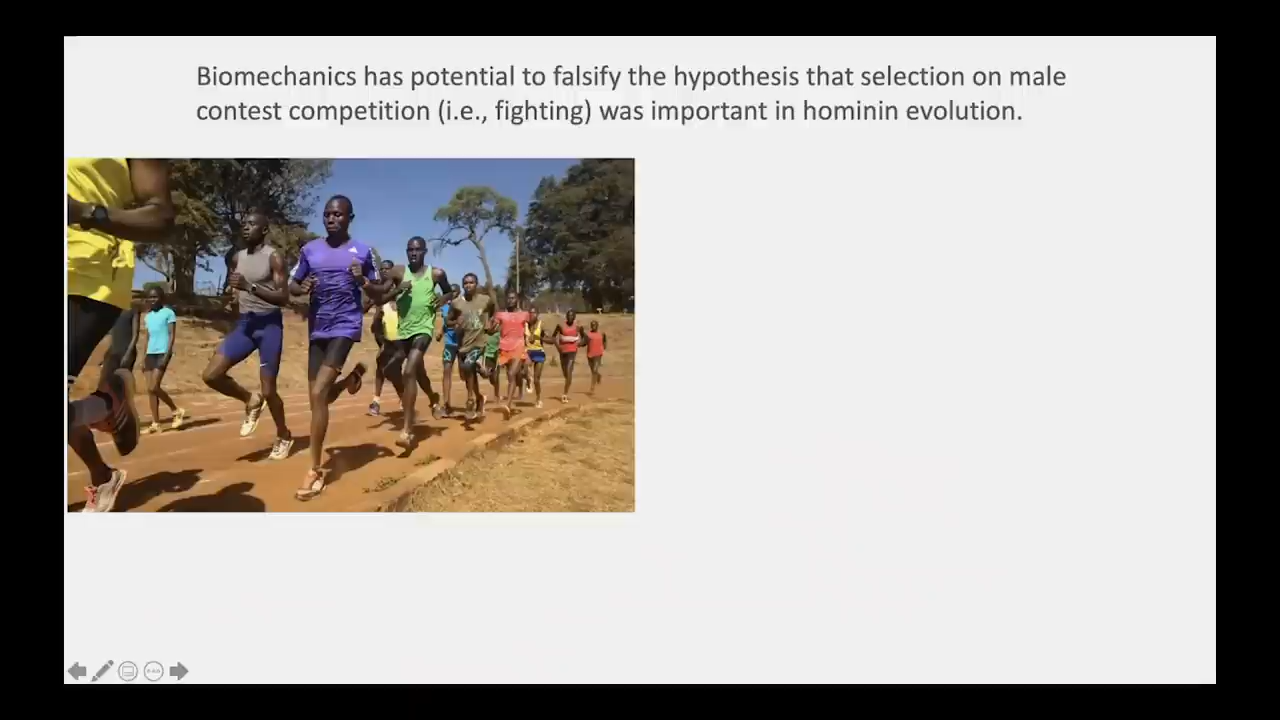 Biomechanics has potential to falsify the hypothesis that selection on male
contest competition (i.e., fighting) was important in hominin evolution.